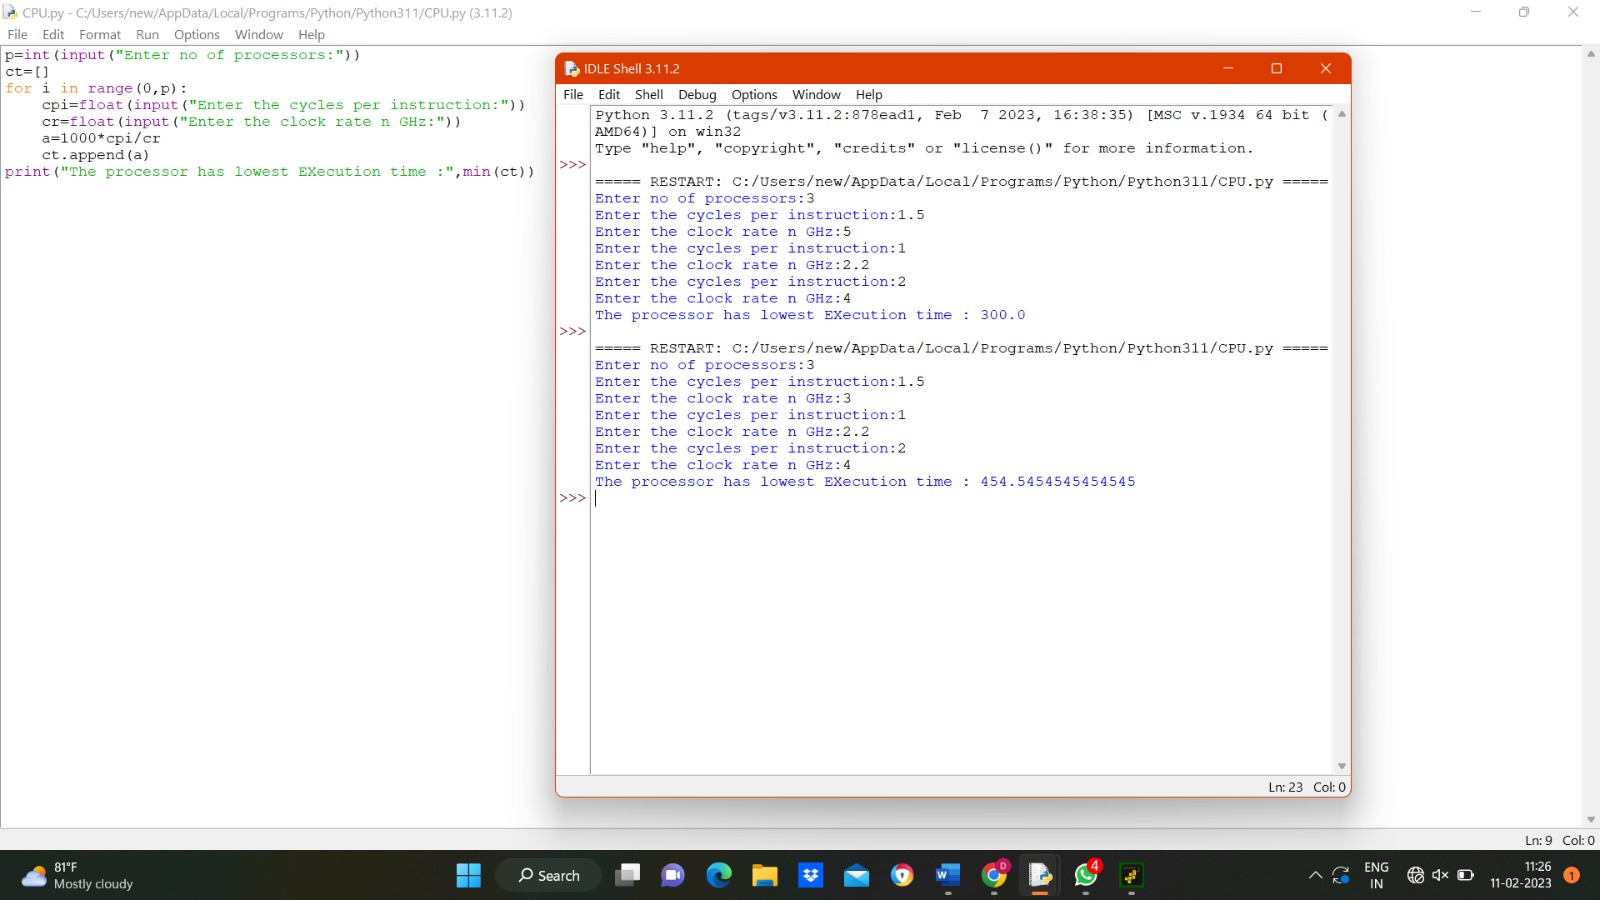 CPU.py - C:/Users/new/AppData/Local/Programs/Python/Python311/CPU.py (3.11.2)
File Edit Format Run Options Window Help
p=int(input("Enter no of processors:"))
ct=[]
for i in range(0,p):
    cpi=float(input("Enter the cycles per instruction:"))
    cr=float(input("Enter the clock rate n GHz:"))
    a=1000*cpi/cr
    ct.append(a)
print("The processor has lowest EXecution time :",min(ct))
IDLE Shell 3.11.2
File Edit Shell Debug Options Window Help
Python 3.11.2 (tags/v3.11.2:878ead1, Feb  7 2023, 16:38:35) [MSC v.1934 64 bit (
AMD64)] on win32
Type "help", "copyright", "credits" or "license()" for more information.
>>>
===== RESTART: C:/Users/new/AppData/Local/Programs/Python/Python311/CPU.py =====
Enter no of processors:3
Enter the cycles per instruction:1.5
Enter the clock rate n GHz:5
Enter the cycles per instruction:1
Enter the clock rate n GHz:2.2
Enter the cycles per instruction:2
Enter the clock rate n GHz:4
The processor has lowest EXecution time : 300.0
>>>
===== RESTART: C:/Users/new/AppData/Local/Programs/Python/Python311/CPU.py =====
Enter no of processors:3
Enter the cycles per instruction:1.5
Enter the clock rate n GHz:3
Enter the cycles per instruction:1
Enter the clock rate n GHz:2.2
Enter the cycles per instruction:2
Enter the clock rate n GHz:4
The processor has lowest EXecution time : 454.5454545454545
>>>
Ln: 23 Col: 0
Ln: 9 Col: 0
81°F
Mostly cloudy
Search
W
D
4
ENG
IN
11:26
11-02-2023
1